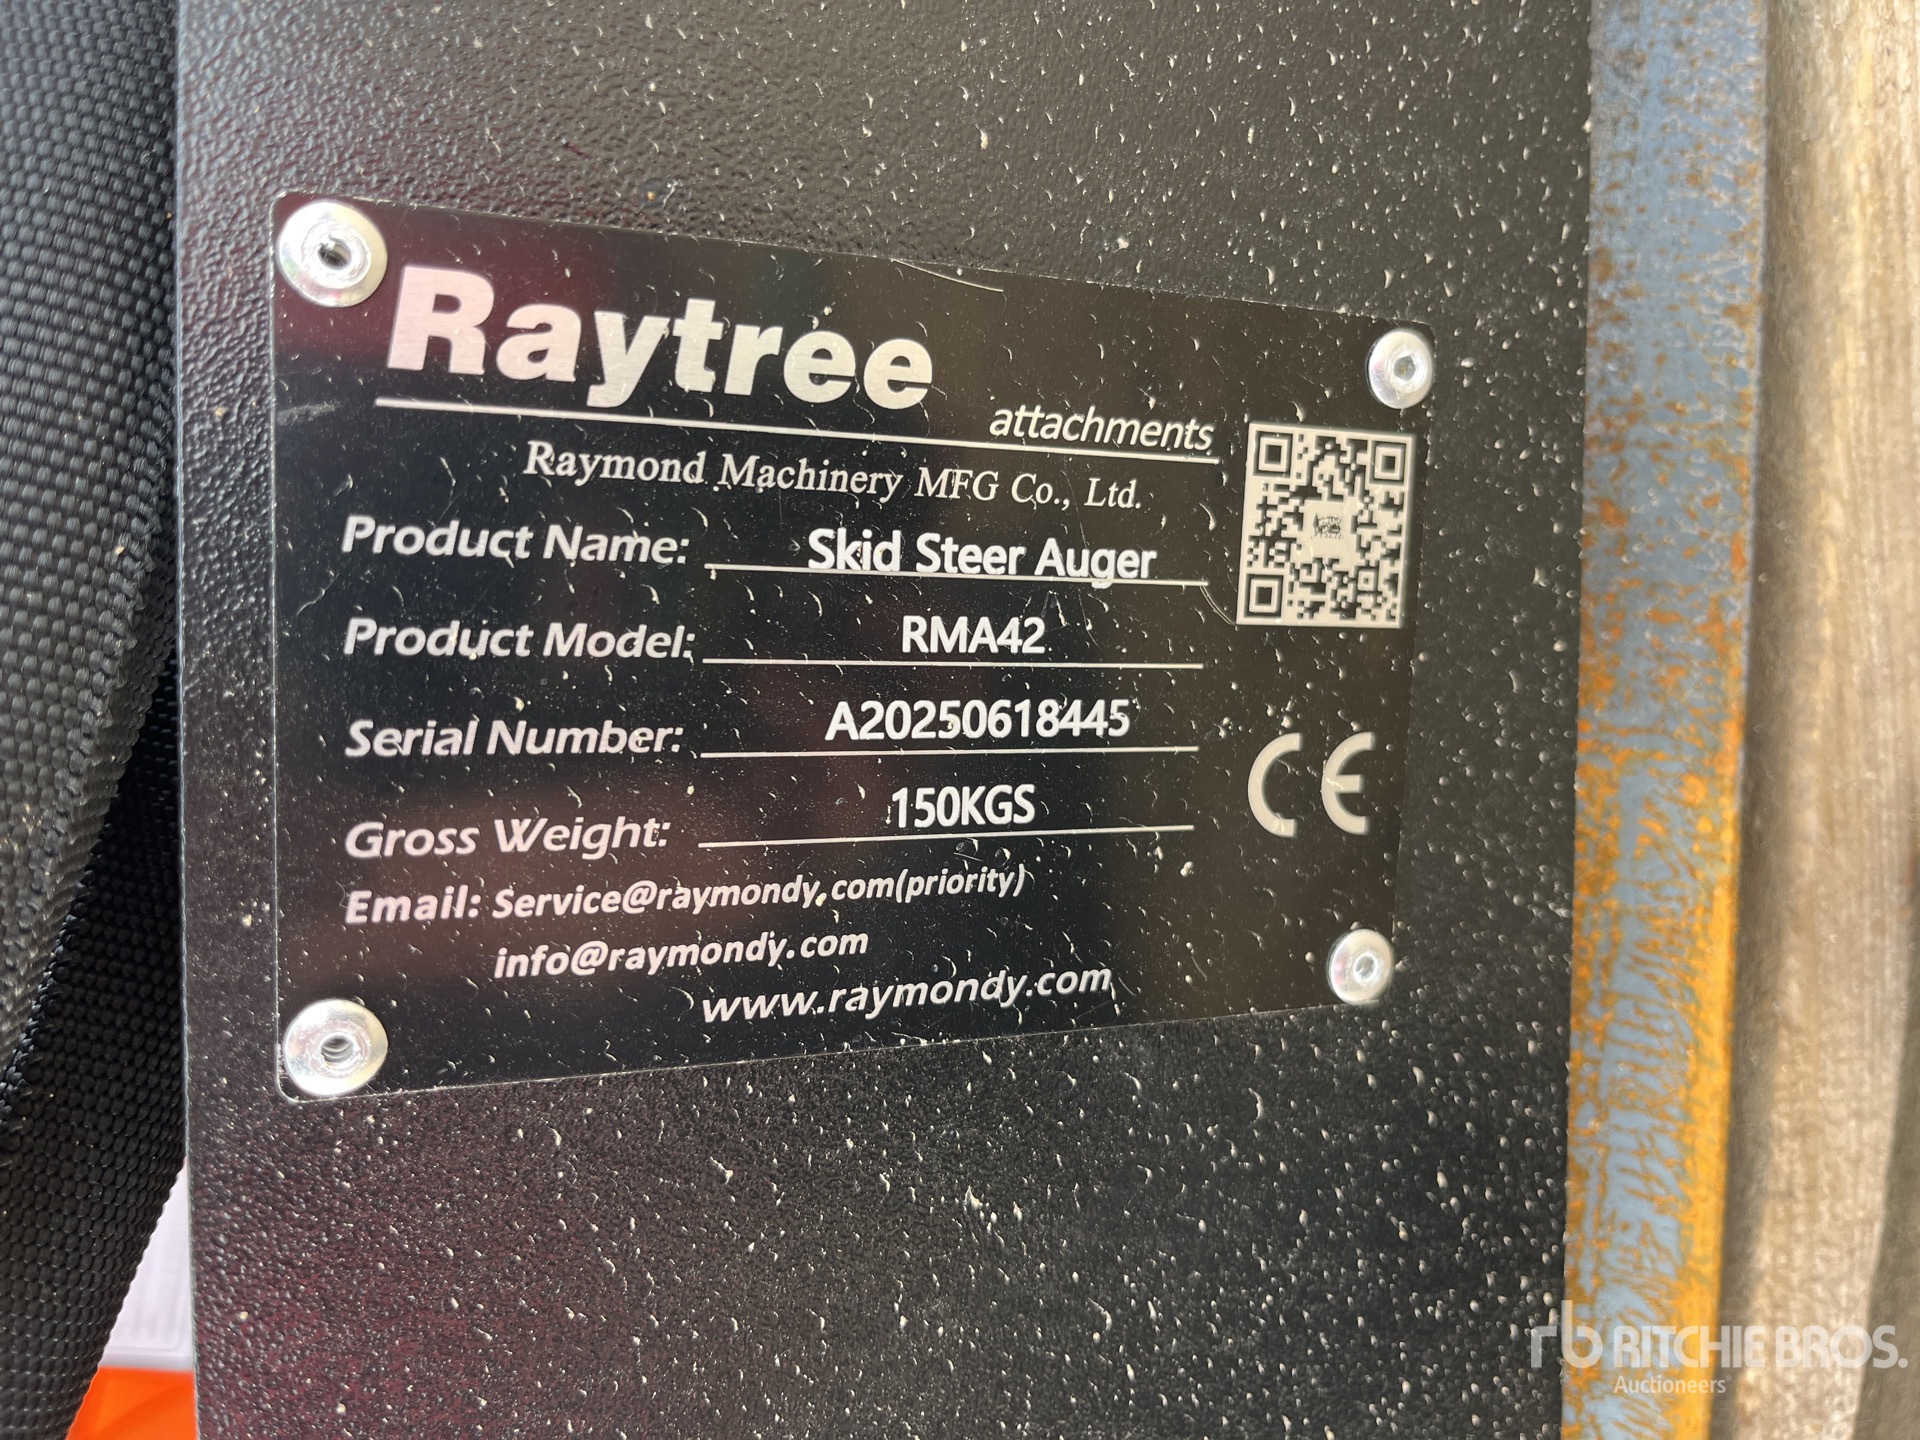 Raytree
attachments
Raymond Machinery MFG Co., Ltd.
Product Name: Skid Steer Auger
Product Model: RMA42
Serial Number: A20250618445
Gross Weight: 150KGS
Email: Service@raymondy.com(priority)
info@raymondy.com
www.raymondy.com
CE
rb RITCHIE BROS.
Auctioneers